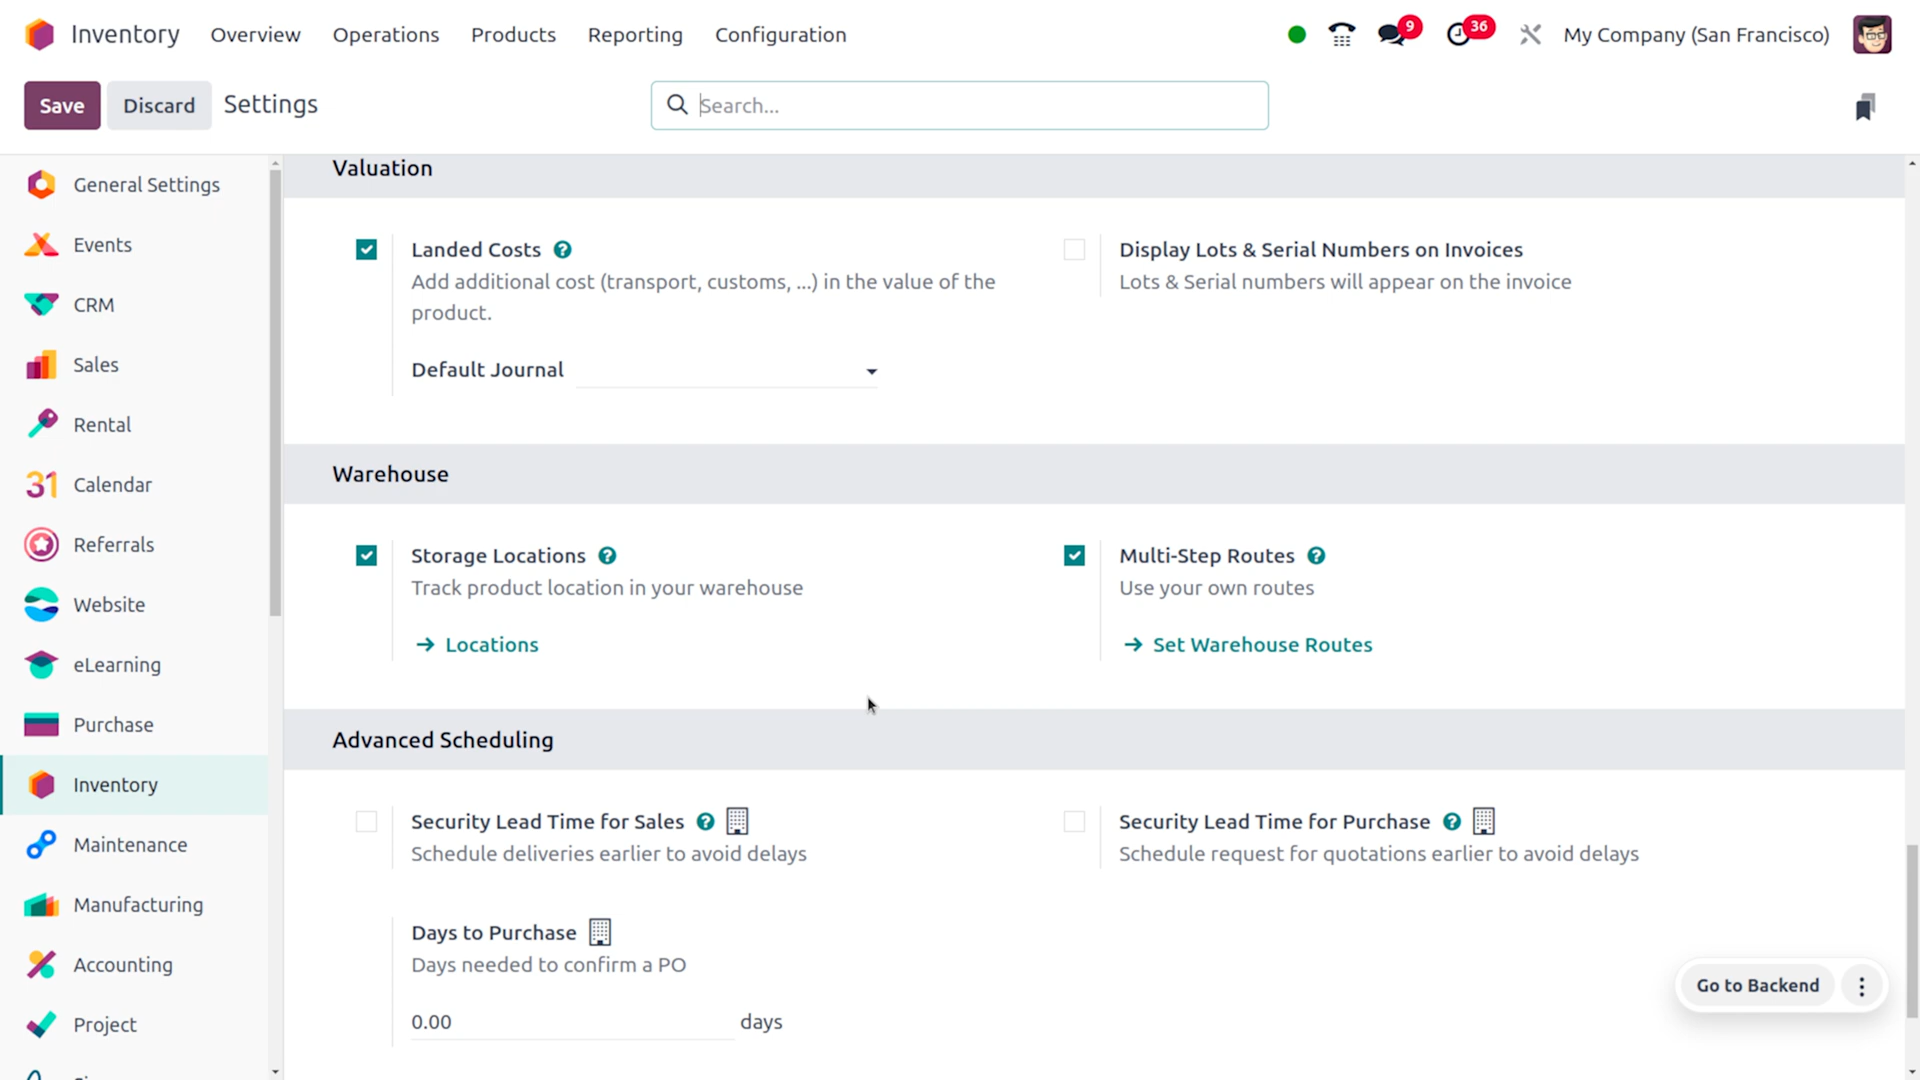 Inventory
Overview
Operations
Products
Reporting
Configuration
9
36
My Company (San Francisco)
Save
Discard
Settings
Search...
General Settings
Events
CRM
Sales
Rental
31
Calendar
Referrals
Website
eLearning
Purchase
Inventory
Maintenance
Manufacturing
Accounting
Project
Valuation
Landed Costs ?
Add additional cost (transport, customs, ...) in the value of the
product.
Default Journal
Display Lots & Serial Numbers on Invoices
Lots & Serial numbers will appear on the invoice
Warehouse
Storage Locations ?
Track product location in your warehouse
→ Locations
Multi-Step Routes ?
Use your own routes
→ Set Warehouse Routes
Advanced Scheduling
Security Lead Time for Sales ?
Schedule deliveries earlier to avoid delays
Security Lead Time for Purchase ?
Schedule request for quotations earlier to avoid delays
Days to Purchase
Days needed to confirm a PO
0.00 days
Go to Backend